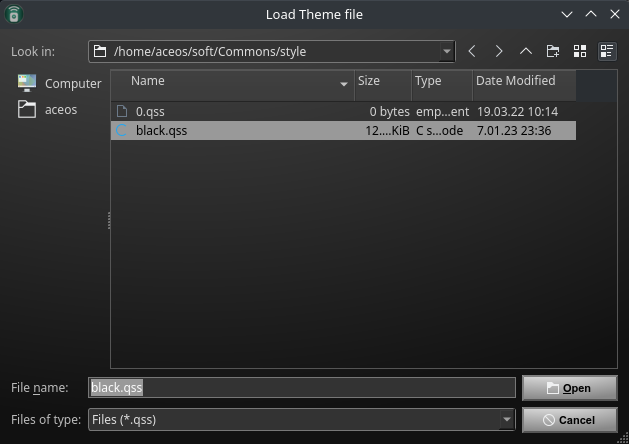 Load Theme file
Look in: /home/aceos/soft/Commons/style
Computer
aceos
Name Size Type Date Modified
0.qss 0 bytes emp...ent 19.03.22 10:14
black.qss 12....KiB C s...ode 7.01.23 23:36
File name: black.qss Open
Files of type: Files (*.qss) Cancel